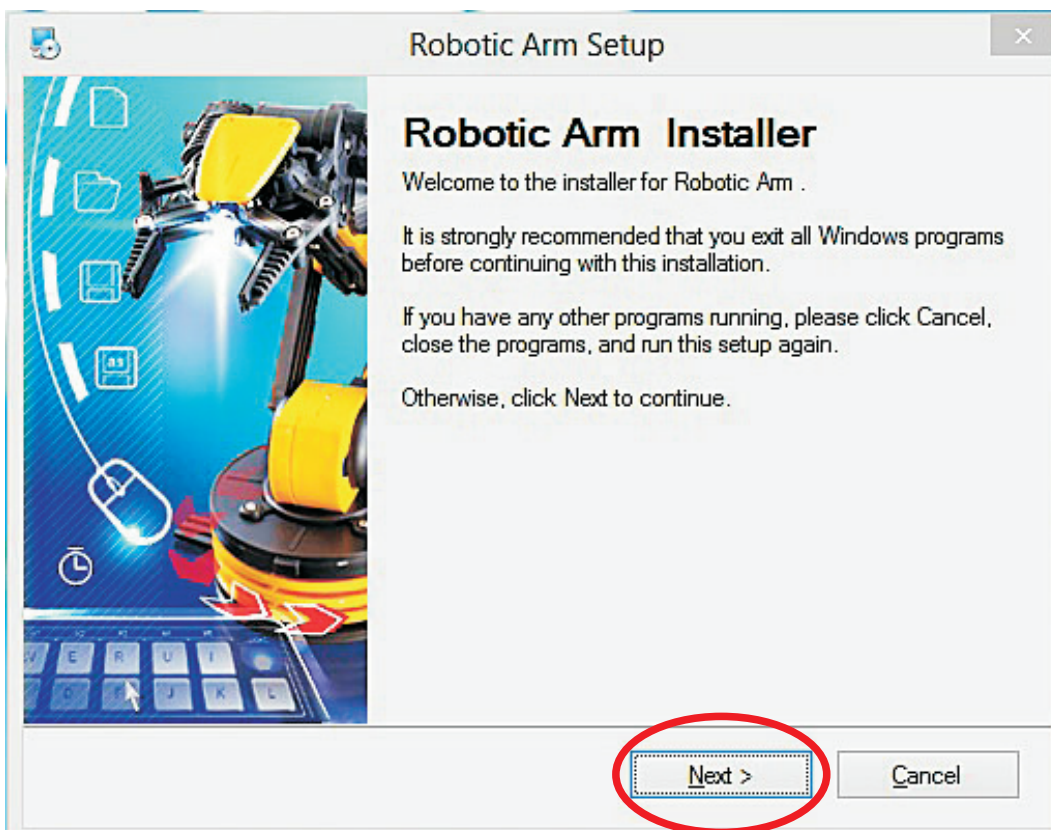 Robotic Arm Setup
Robotic Arm Installer
Welcome to the installer for Robotic Arm .
It is strongly recommended that you exit all Windows programs
before continuing with this installation.
If you have any other programs running, please click Cancel,
close the programs, and run this setup again.
Otherwise, click Next to continue.
as
E R U I
J K L
Next >
Cancel